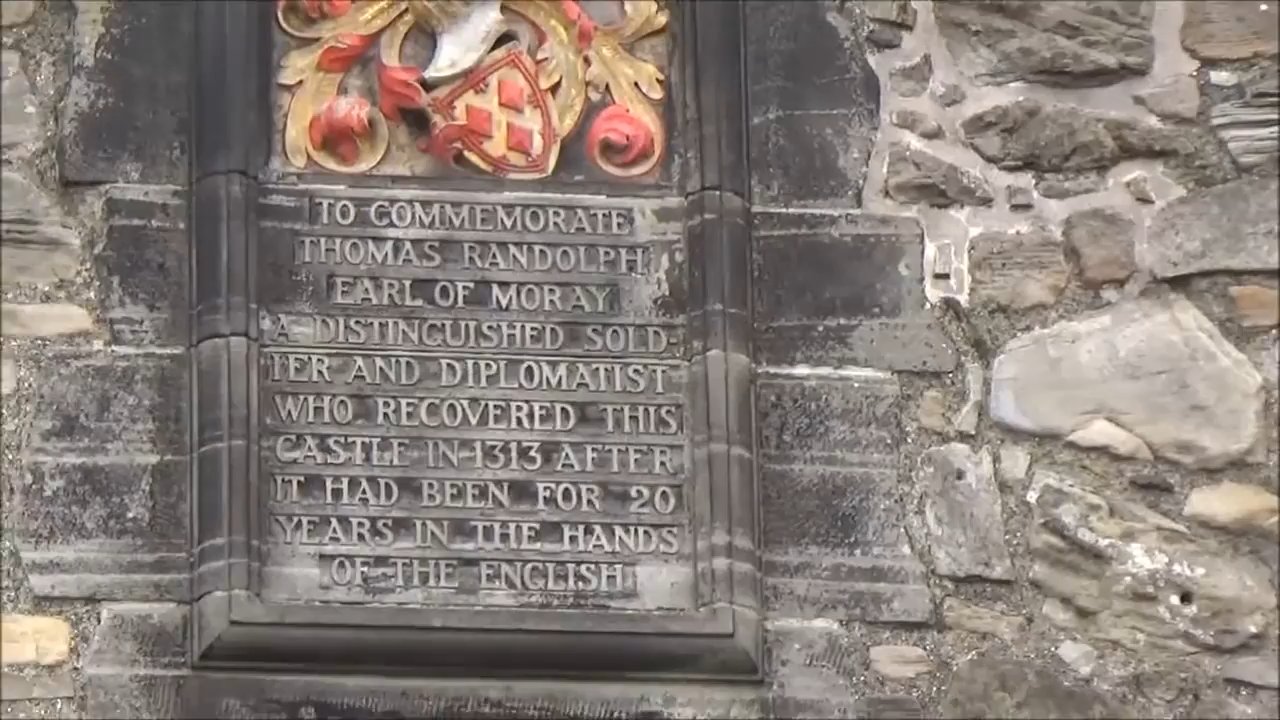 TO COMMEMORATE
THOMAS RANDOLPH
EARL OF MORAY
A DISTINGUISHED SOLD-
IER AND DIPLOMATIST
WHO RECOVERED THIS
CASTLE IN 1313 AFTER
IT HAD BEEN FOR 20
YEARS IN THE HANDS
OF THE ENGLISH